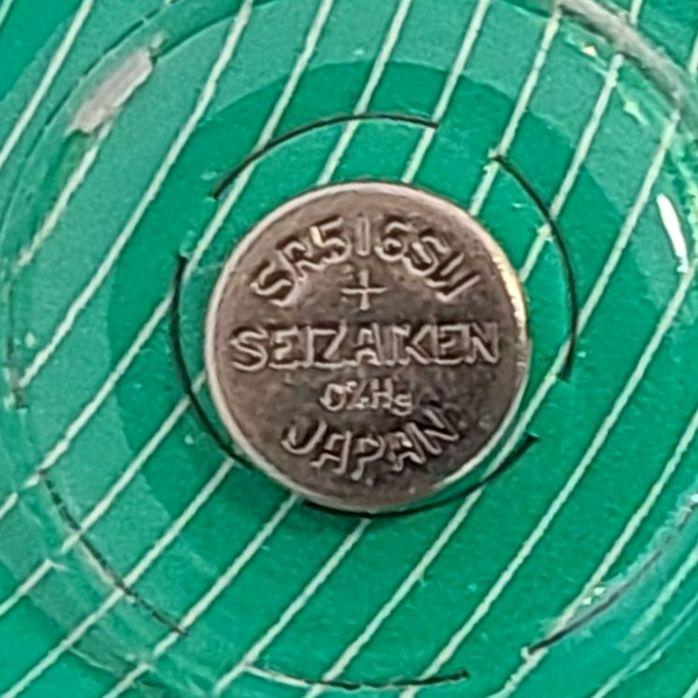 SR516SW
+
SEIZAIKEN
0%Hg
JAPAN